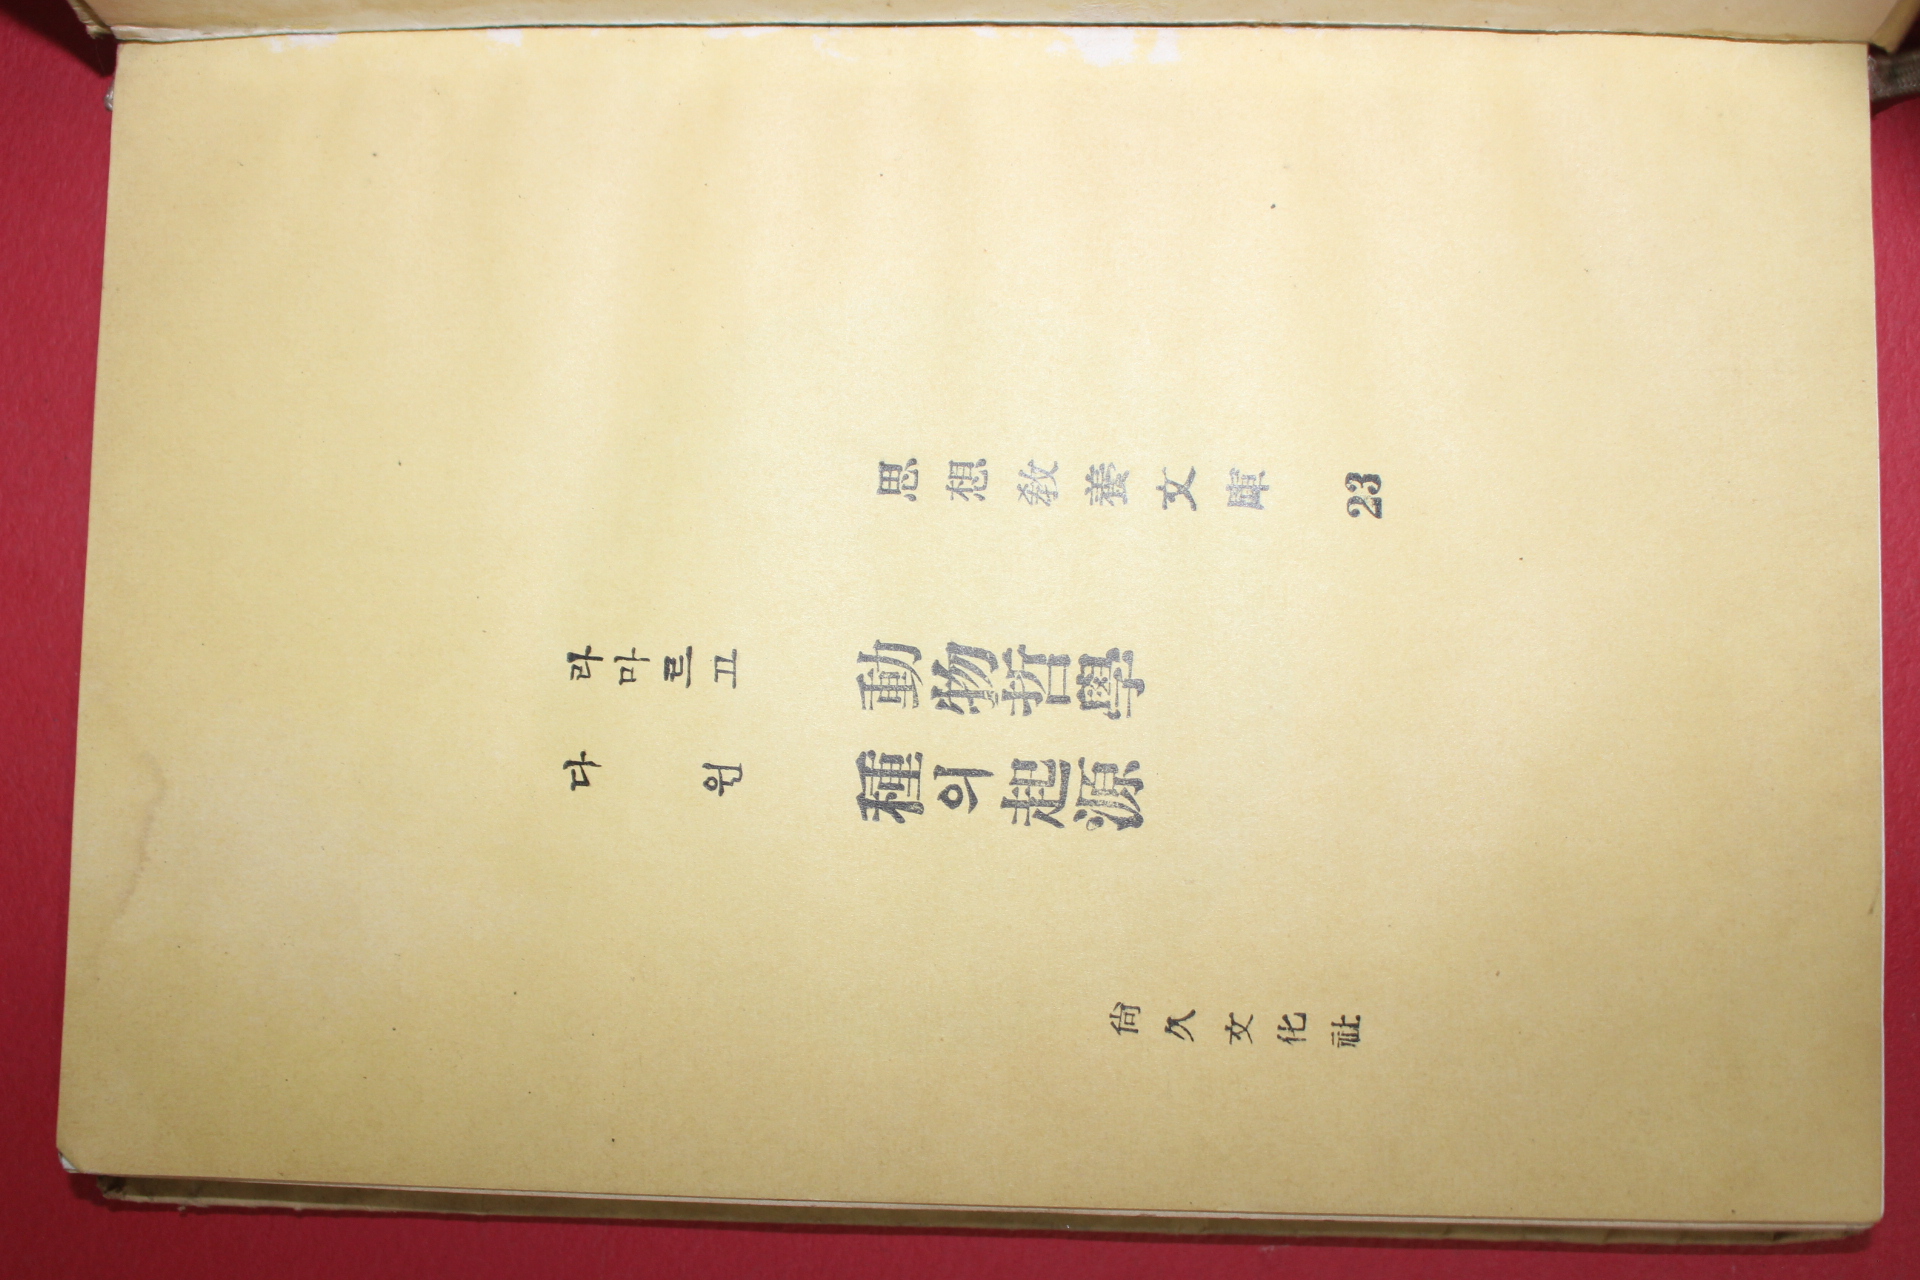 思想敎養文庫 23
라마르끄 動物哲學
다윈 種의起源
尙久文化社